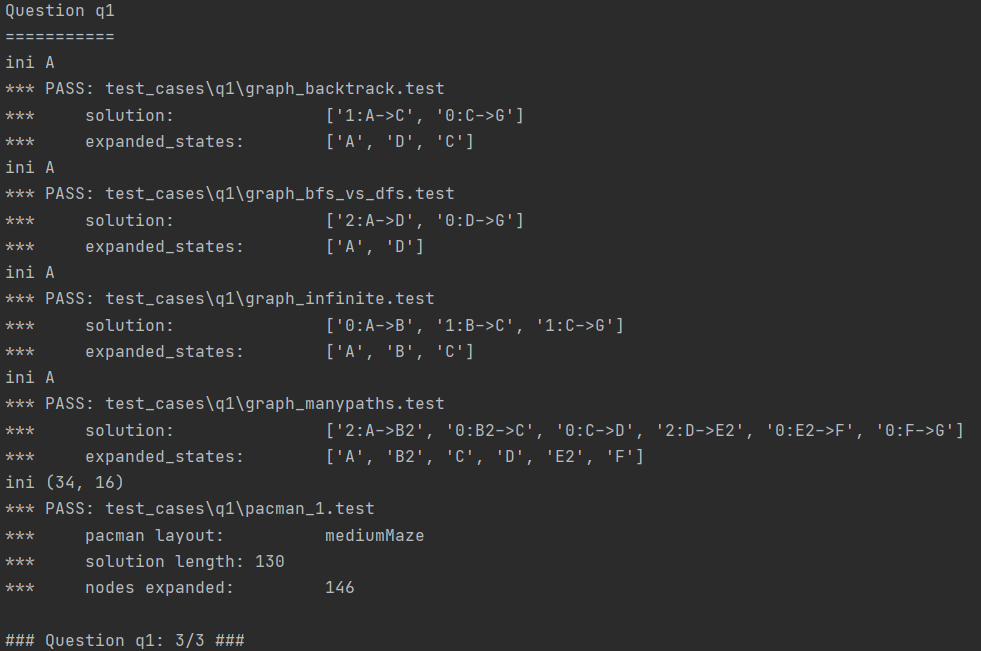 Question q1
===========
ini A
*** PASS: test_cases\q1\graph_backtrack.test
***     solution:               ['1:A->C', '0:C->G']
***     expanded_states:        ['A', 'D', 'C']
ini A
*** PASS: test_cases\q1\graph_bfs_vs_dfs.test
***     solution:               ['2:A->D', '0:D->G']
***     expanded_states:        ['A', 'D']
ini A
*** PASS: test_cases\q1\graph_infinite.test
***     solution:               ['0:A->B', '1:B->C', '1:C->G']
***     expanded_states:        ['A', 'B', 'C']
ini A
*** PASS: test_cases\q1\graph_manypaths.test
***     solution:               ['2:A->B2', '0:B2->C', '0:C->D', '2:D->E2', '0:E2->F', '0:F->G']
***     expanded_states:        ['A', 'B2', 'C', 'D', 'E2', 'F']
ini (34, 16)
*** PASS: test_cases\q1\pacman_1.test
***     pacman layout:          mediumMaze
***     solution length: 130
***     nodes expanded:         146

### Question q1: 3/3 ###